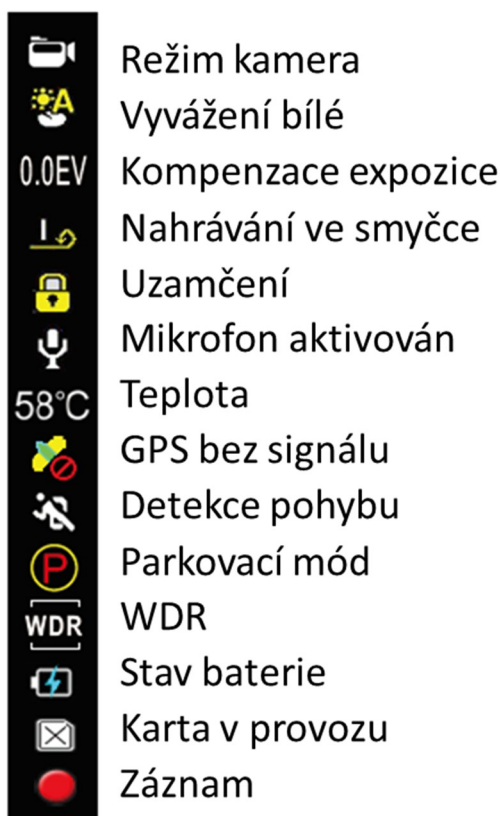 Režim kamera
A Vyvážení bílé
0.0EV Kompenzace expozice
1 Nahrávání ve smyčce
Uzamčení
Mikrofon aktivován
58°C Teplota
GPS bez signálu
Detekce pohybu
P Parkovací mód
WDR WDR
Stav baterie
Karta v provozu
Záznam